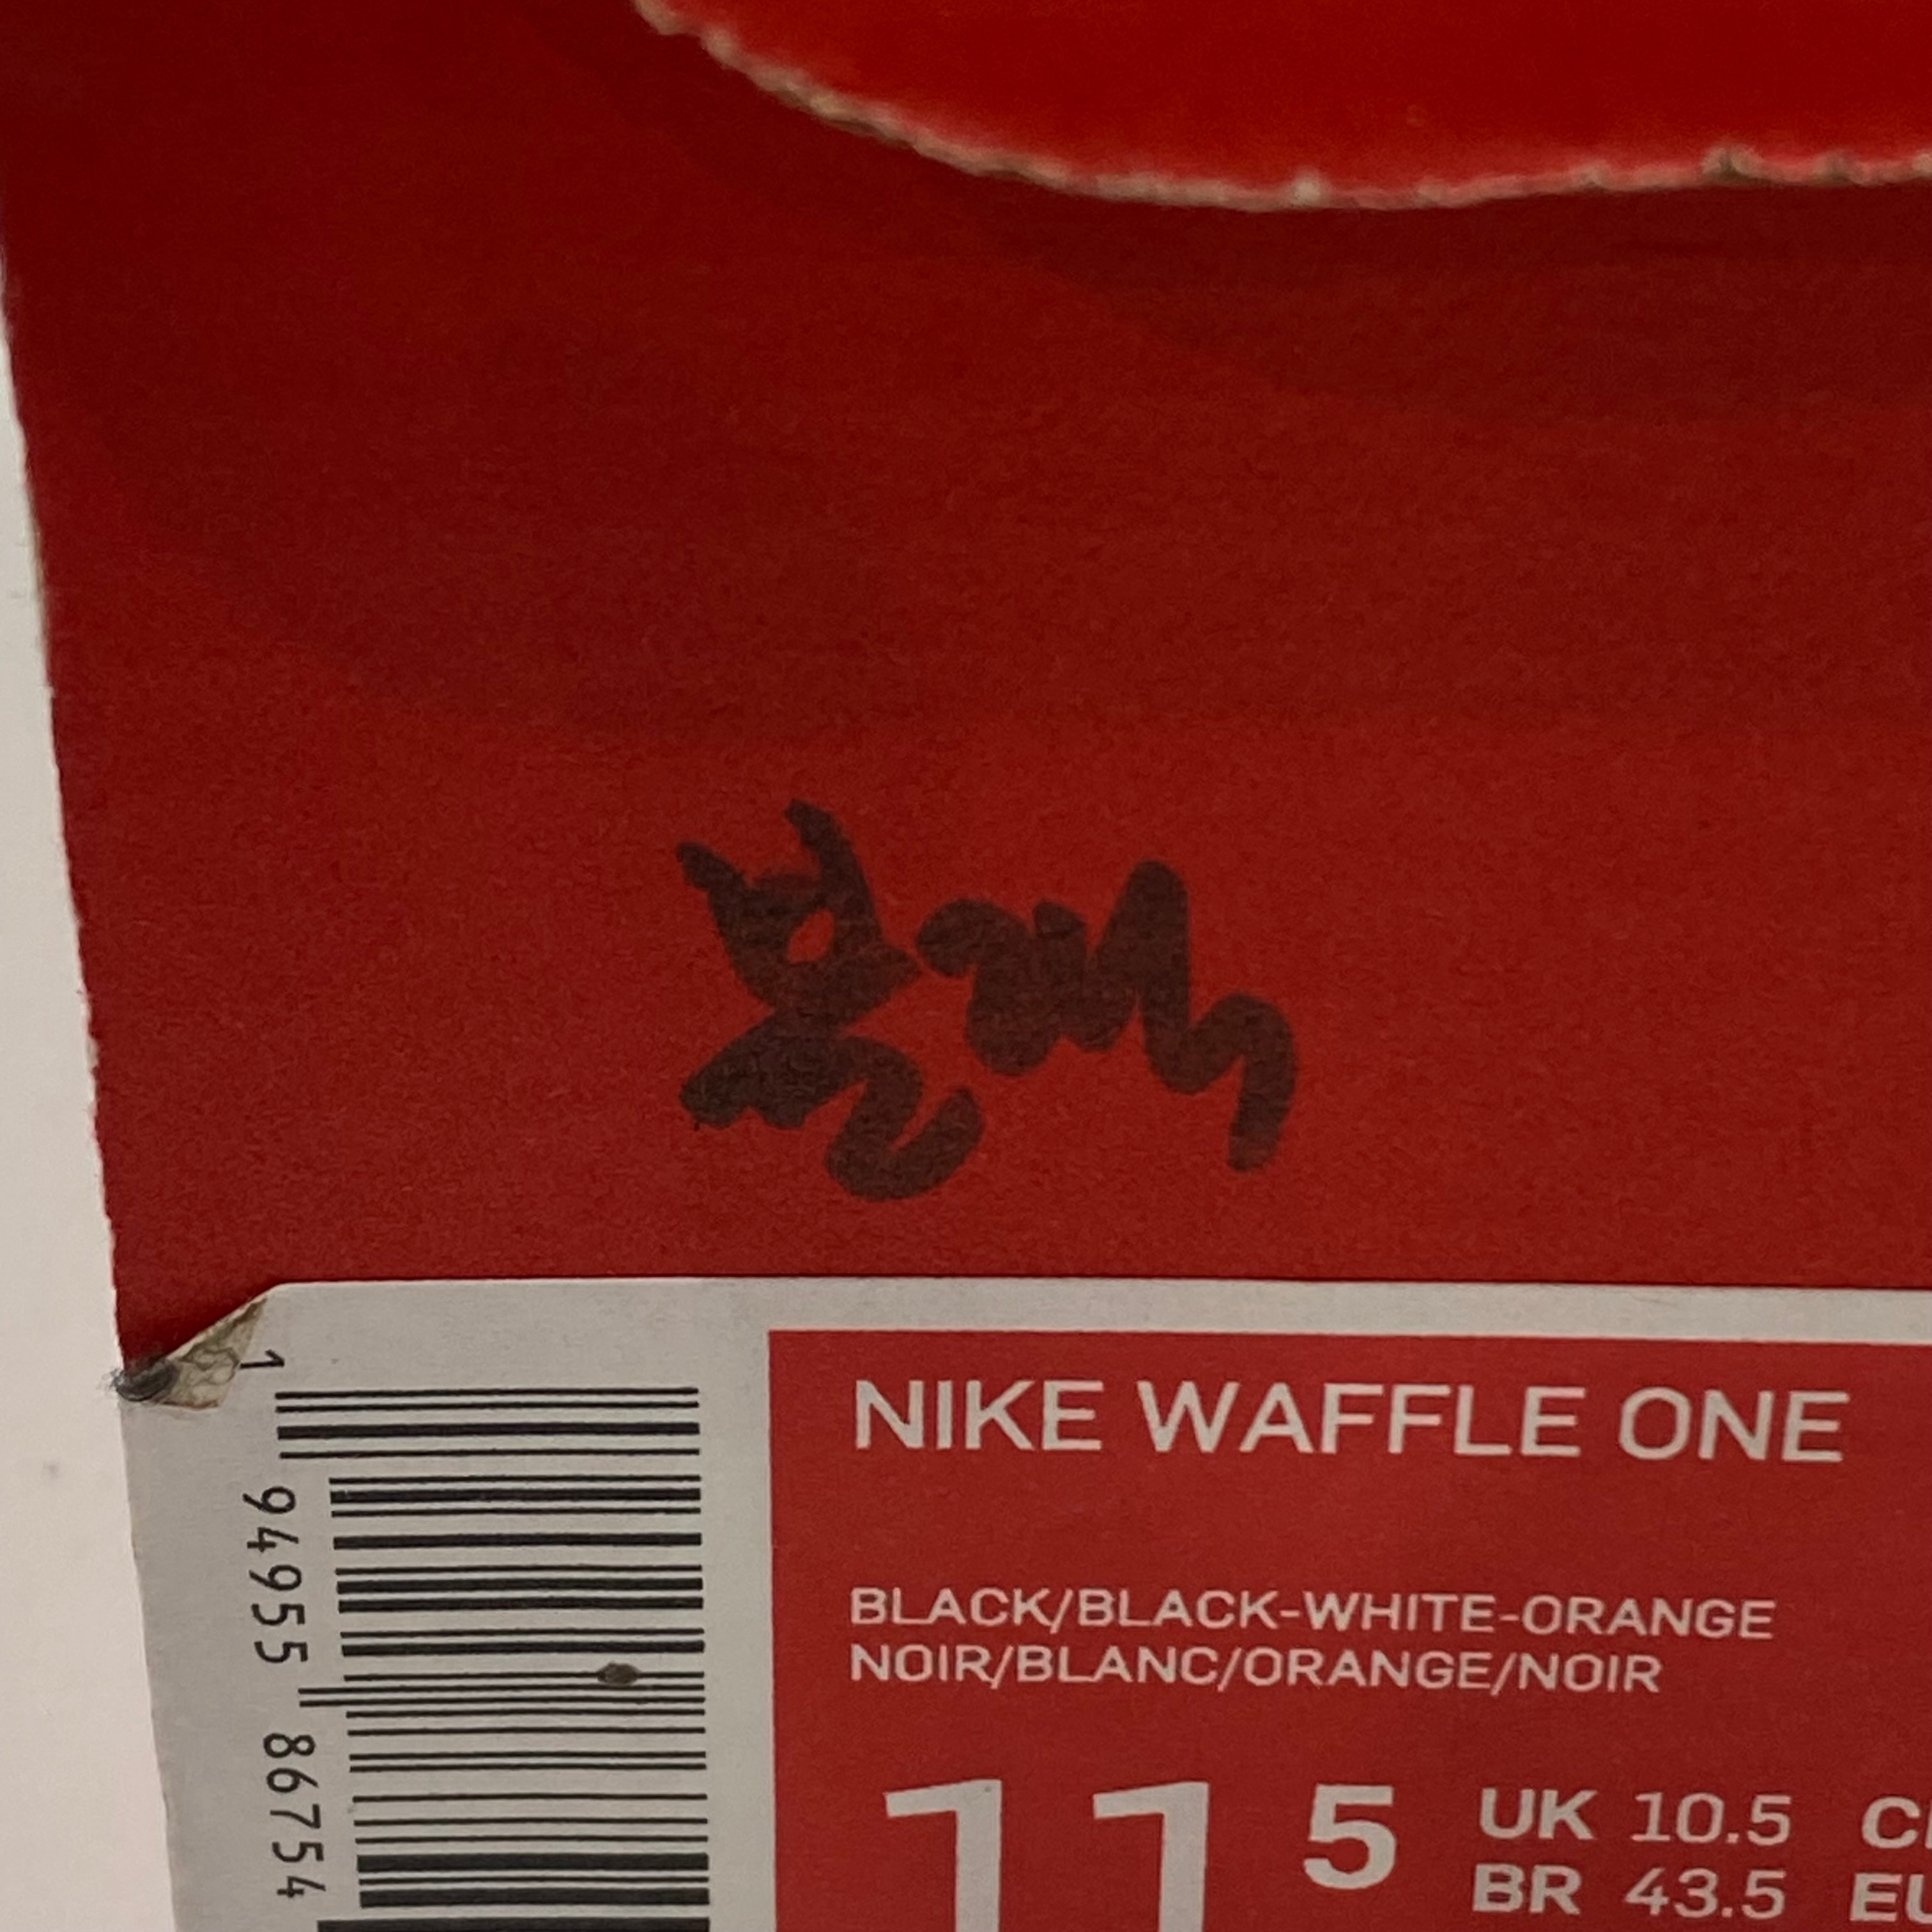 NIKE WAFFLE ONE
BLACK/BLACK-WHITE-ORANGE
NOIR/BLANC/ORANGE/NOIR
11 5
UK 10.5
BR 43.5
1 94955 86754